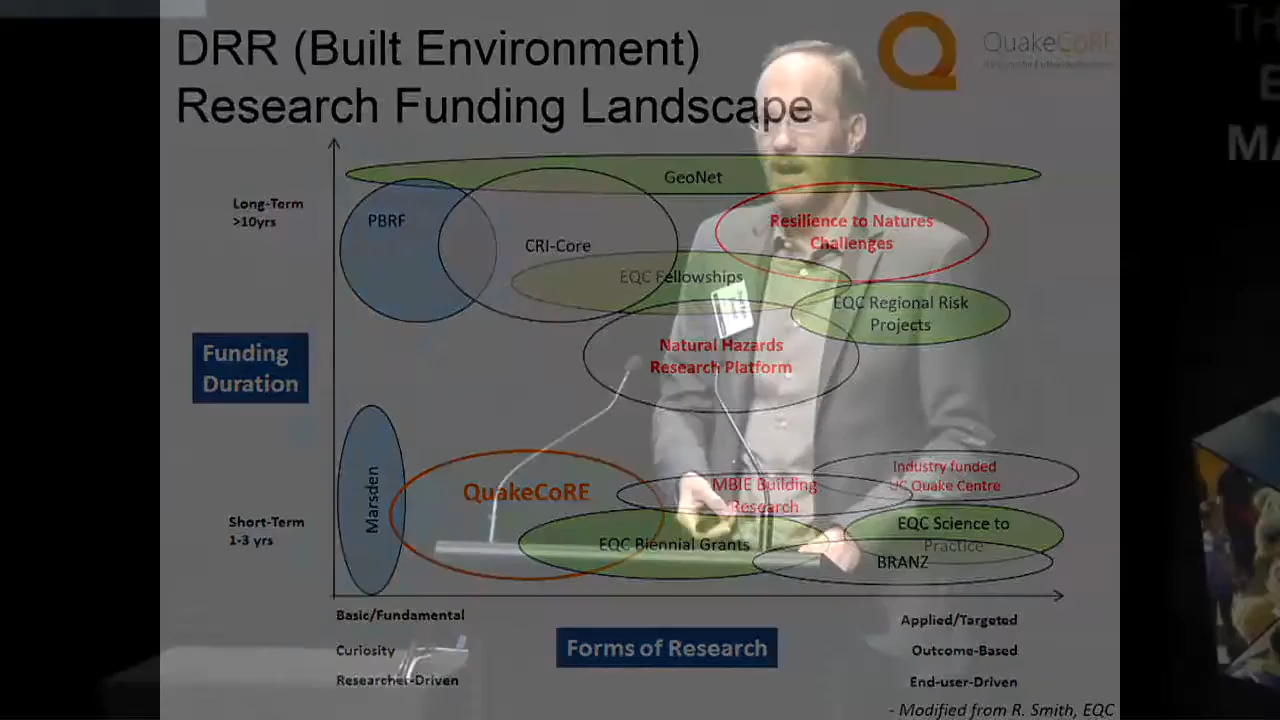 DRR (Built Environment)
Research Funding Landscape
QuakeCoRE
GeoNet
Long-Term
>10yrs
PBRF
CRI-Core
Resilience to Natures
Challenges
EQC Fellowships
EQC Regional Risk
Projects
Natural Hazards
Research Platform
Funding
Duration
Marsden
QuakeCoRE
MBIE Building
Research
Industry funded
UC Quake Centre
Short-Term
1-3 yrs
EQC Biennial Grants
EQC Science to
Practice
BRANZ
Basic/Fundamental
Curiosity
Researcher-Driven
Forms of Research
Applied/Targeted
Outcome-Based
End-user-Driven
- Modified from R. Smith, EQC